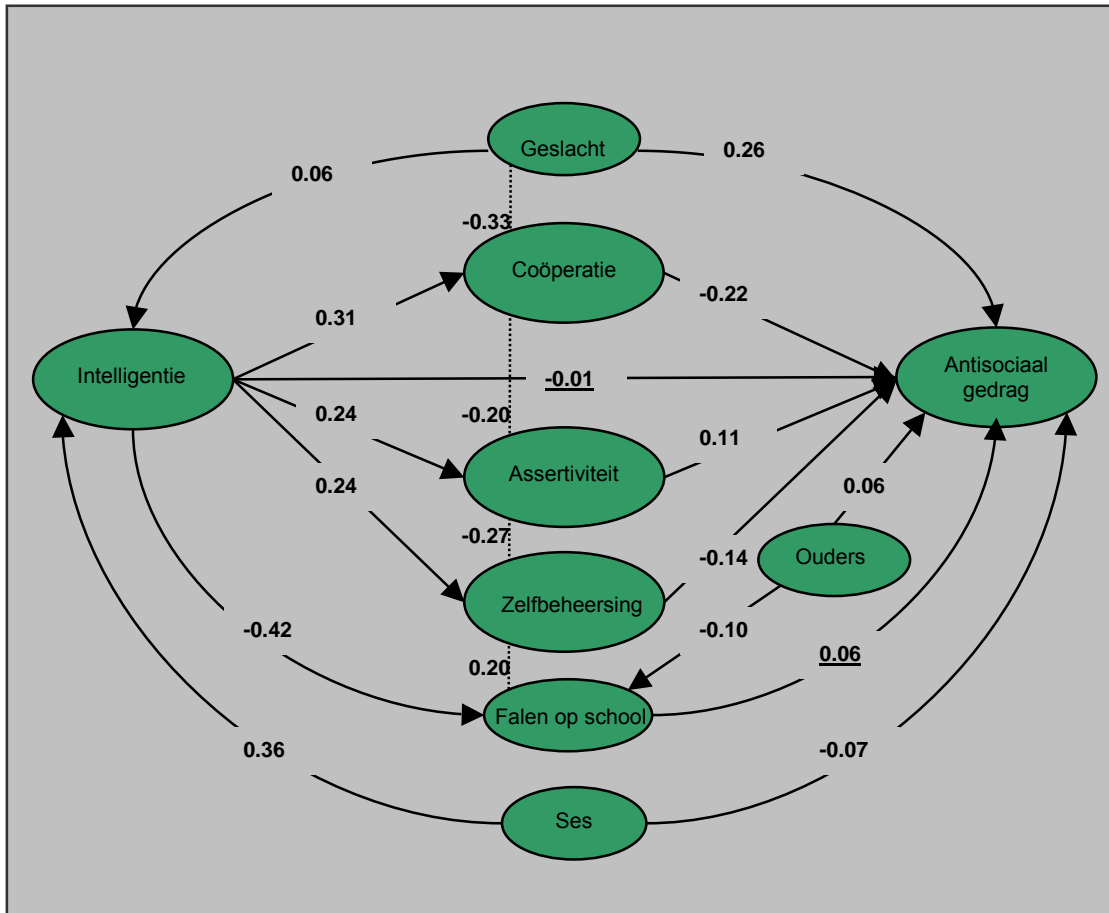 Geslacht
0.26
0.06
-0.33
Coöperatie
-0.22
0.31
Intelligentie
Antisociaal
gedrag
-0.01
0.24
-0.20
0.11
Assertiviteit
0.24
0.06
-0.27
-0.14
Ouders
Zelfbeheersing
-0.42
-0.10
0.06
0.20
Falen op school
0.36
-0.07
Ses